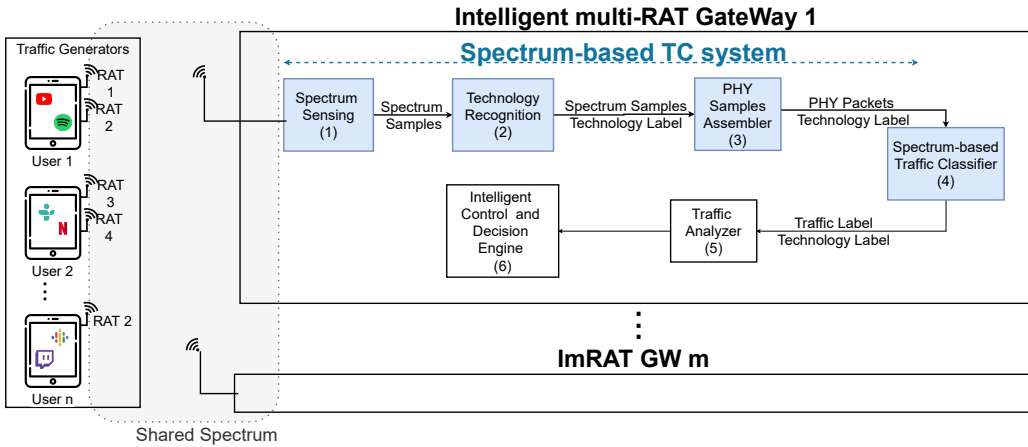 Intelligent multi-RAT GateWay 1
Traffic Generators
RAT
1
RAT
2
User 1
RAT
3
RAT
4
N
User 2
RAT 2
User n
Shared Spectrum
Spectrum-based TC system
Spectrum
Sensing
(1)
Spectrum
Samples
Technology
Recognition
(2)
Spectrum Samples
Technology Label
PHY
Samples
Assembler
(3)
PHY Packets
Technology Label
Spectrum-based
Traffic Classifier
(4)
Traffic Label
Technology Label
Traffic
Analyzer
(5)
Intelligent
Control and
Decision
Engine
(6)
ImRAT GW m